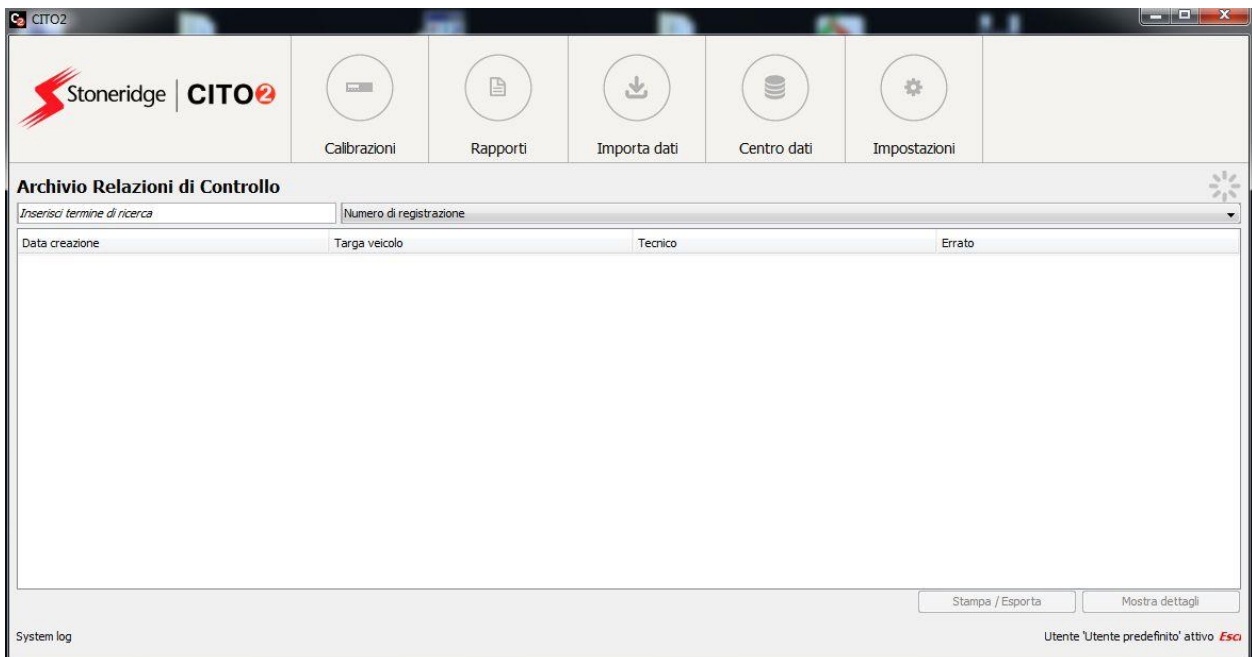 CITO2
Stoneridge | CITO2
Calibrazioni
Rapporti
Importa dati
Centro dati
Impostazioni
Archivio Relazioni di Controllo
Inserisci termine di ricerca
Numero di registrazione
Data creazione
Targa veicolo
Tecnico
Errato
Stampa / Esporta
Mostra dettagli
System log
Utente 'Utente predefinito' attivo Esci